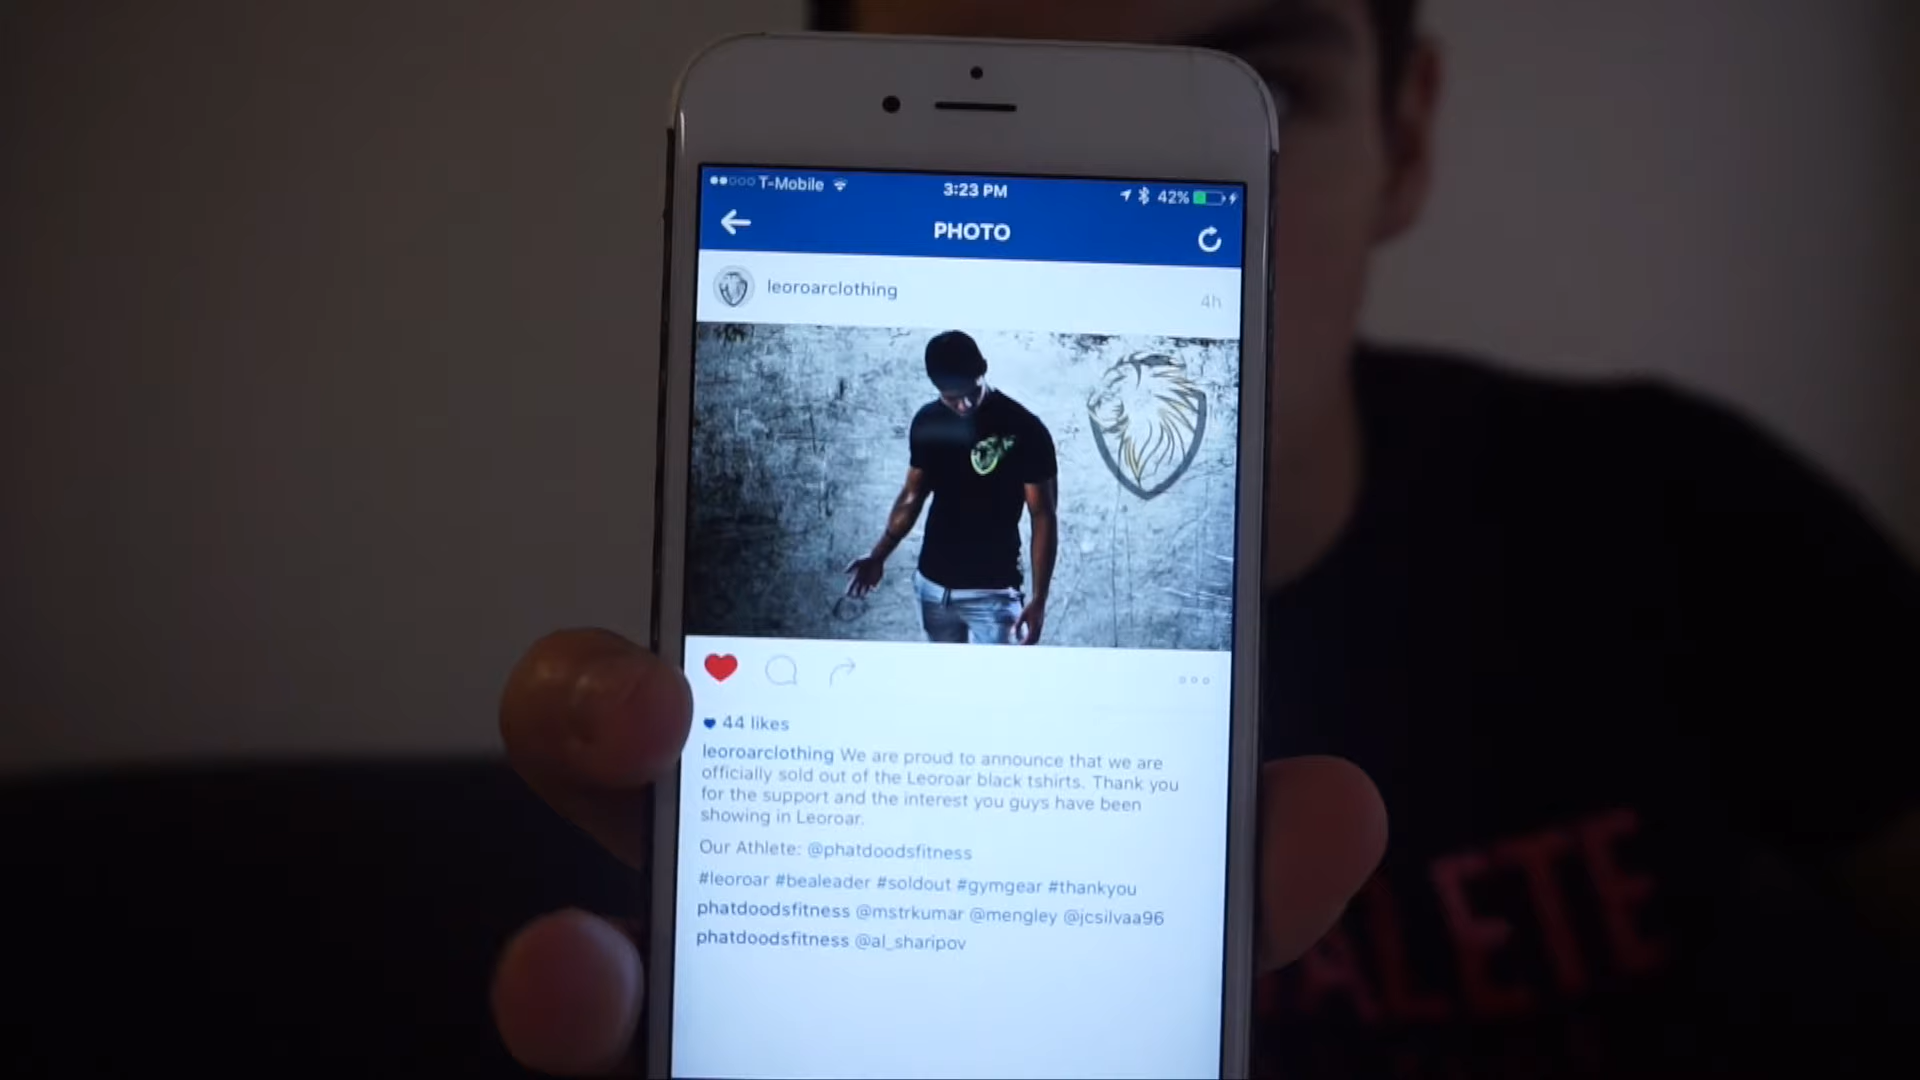 T-Mobile 3:23 PM 42%
PHOTO
leoroarclothing 4h
44 likes
leoroarclothing We are proud to announce that we are
officially sold out of the Leoroar black tshirts. Thank you
for the support and the interest you guys have been
showing in Leoroar.
Our Athlete: @phatdoodsfitness
#leoroar #bealeader #soldout #gymgear #thankyou
phatdoodsfitness @mstrkumar @mengley @jcsilvaa96
phatdoodsfitness @al_sharipov